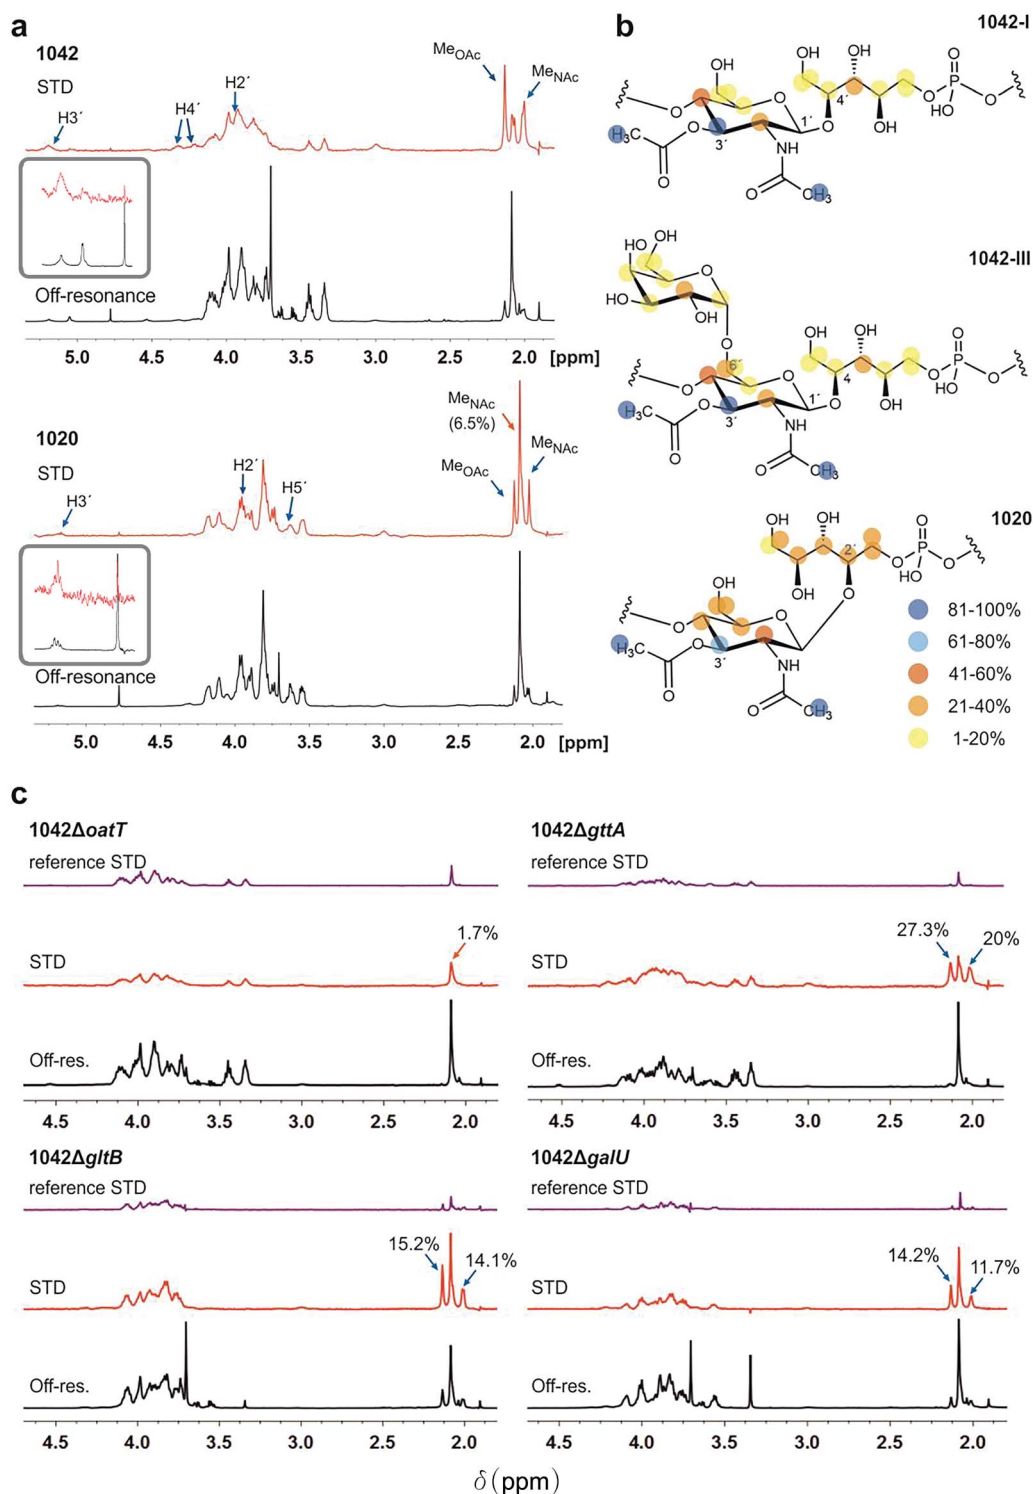 a
1042
STD
H3´
H4´
H2´
MeOAc
MeNAc
Off-resonance
5.0 4.5 4.0 3.5 3.0 2.5 2.0 [ppm]
1020
STD
H3´
H2´
H5´
MeNAc
(6.5%)
MeOAc
MeNAc
Off-resonance
5.0 4.5 4.0 3.5 3.0 2.5 2.0 [ppm]
b
1042-I
OH
OH
O
P
O
OH
O
O
OH
4´
OH
O
1´
O
H3C
O
3´
NH
O
O
CH3
1042-III
OH
HO
O
HO
OH
O
6´
OH
OH
O
P
O
HO
O
O
O
4
OH
1´
O
H3C
O
3´
NH
O
O
CH3
1020
OH
OH
O
2´
P
O
HO
O
OH
OH
O
O
O
H3C
O
3´
NH
O
O
CH3
81-100%
61-80%
41-60%
21-40%
1-20%
c
1042ΔoatT
reference STD
1.7%
STD
Off-res.
4.5 4.0 3.5 3.0 2.5 2.0
1042ΔgttA
reference STD
27.3%
20%
STD
Off-res.
4.5 4.0 3.5 3.0 2.5 2.0
1042ΔgltB
reference STD
15.2%
14.1%
STD
Off-res.
4.5 4.0 3.5 3.0 2.5 2.0
1042ΔgalU
reference STD
14.2%
11.7%
STD
Off-res.
4.5 4.0 3.5 3.0 2.5 2.0
δ(ppm)